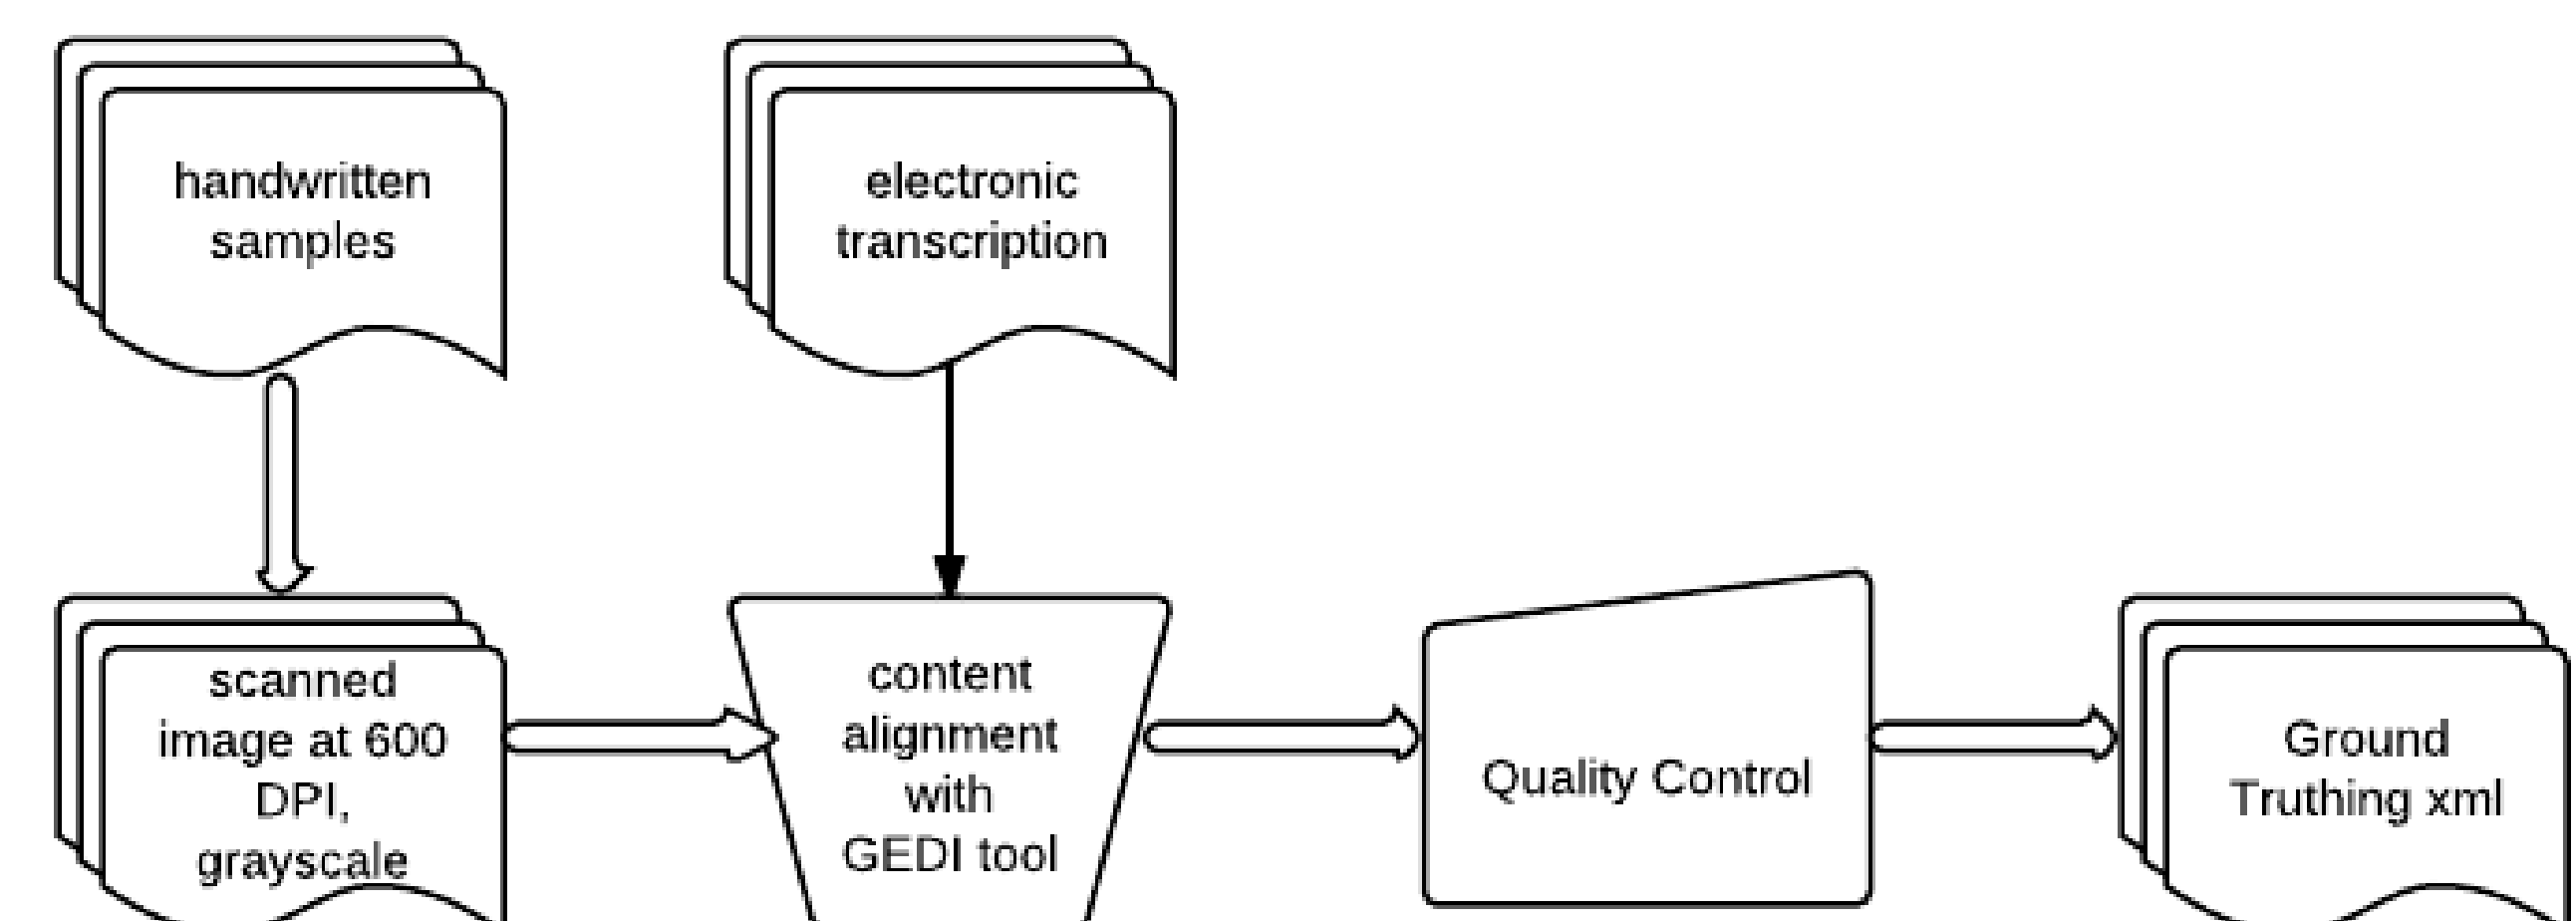 handwritten
samples
electronic
transcription
scanned
image at 600
DPI,
grayscale
content
alignment
with
GEDI tool
Quality Control
Ground
Truthing xml